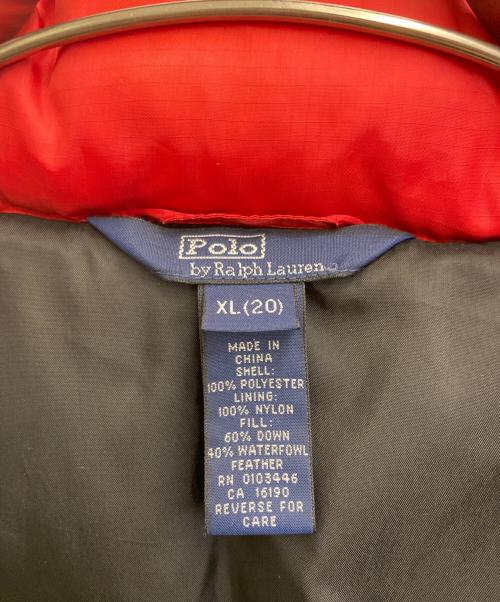 Polo
by Ralph Lauren
XL (20)
MADE IN
CHINA
SHELL:
100% POLYESTER
LINING:
100% NYLON
FILL:
60% DOWN
40% WATERFOWL
FEATHER
RN 0103446
CA 16190
REVERSE FOR
CARE